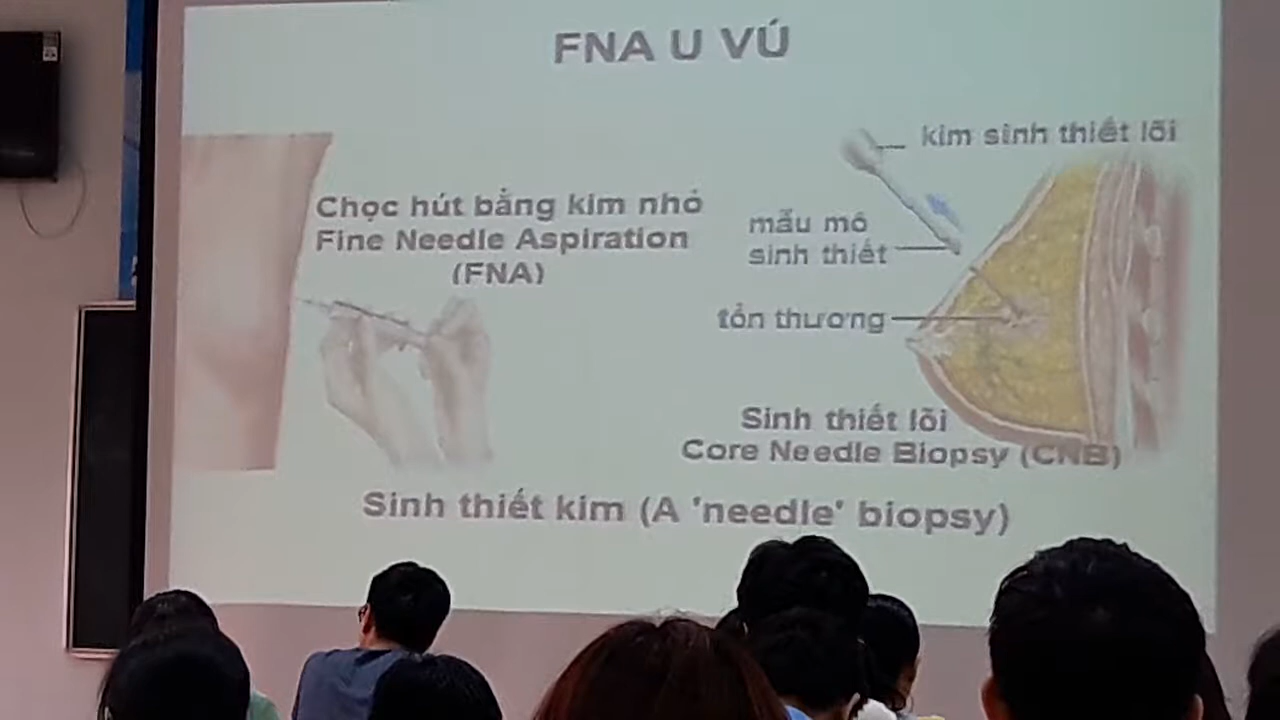 FNA U VÚ
kim sinh thiết lõi
Chọc hút bằng kim nhỏ
Fine Needle Aspiration
(FNA)
mẫu mô
sinh thiết
tổn thương
Sinh thiết lõi
Core Needle Biopsy (CNB)
Sinh thiết kim (A 'needle' biopsy)